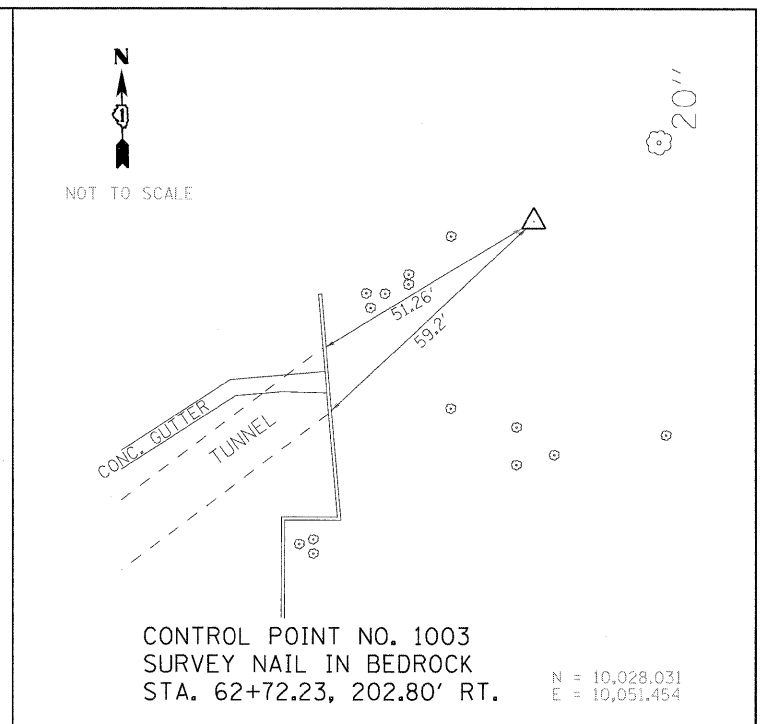 N
1
NOT TO SCALE
20"
51.26'
59.2'
CONC. GUTTER
TUNNEL
CONTROL POINT NO. 1003
SURVEY NAIL IN BEDROCK
STA. 62+72.23, 202.80' RT.
N = 10,028.031
E = 10,051.454